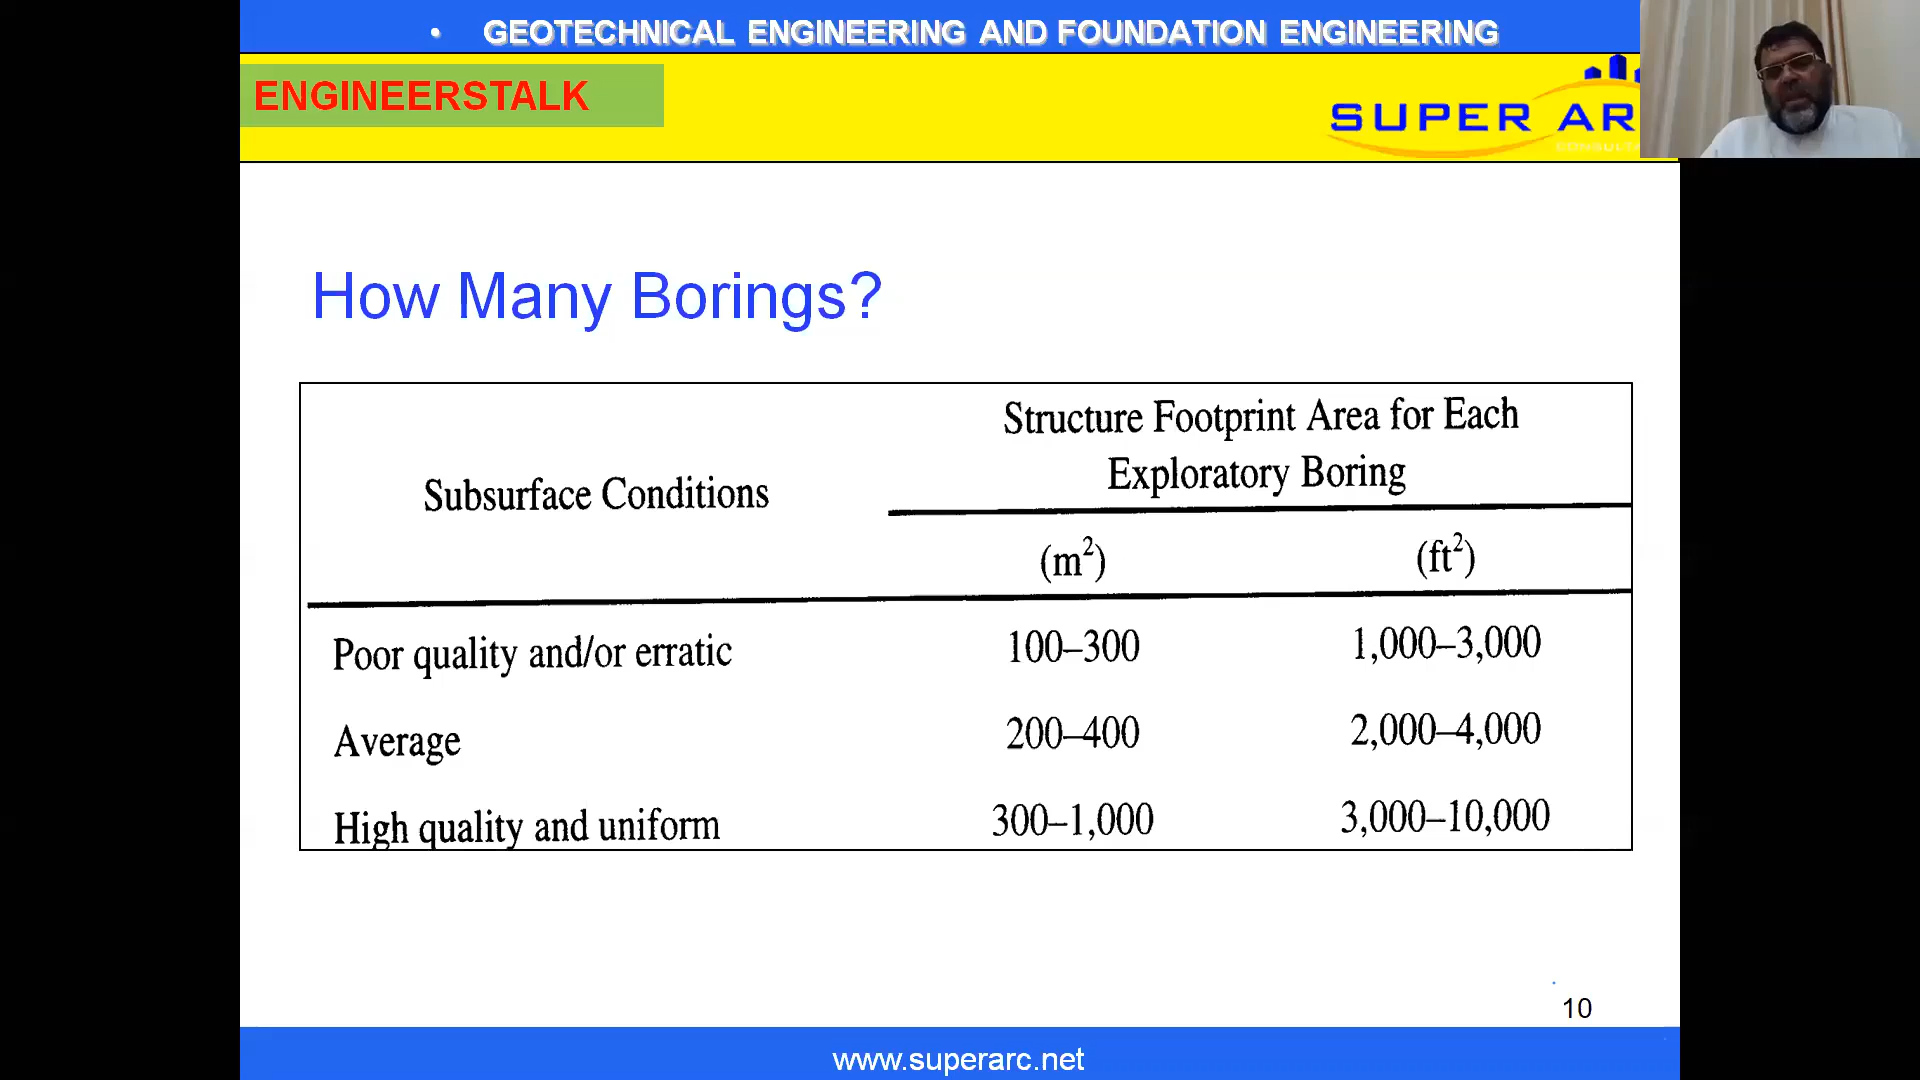 • GEOTECHNICAL ENGINEERING AND FOUNDATION ENGINEERING
ENGINEERSTALK
SUPER AR
How Many Borings?
Structure Footprint Area for Each
Exploratory Boring
Subsurface Conditions
(m²) (ft²)
Poor quality and/or erratic 100–300 1,000–3,000
Average 200–400 2,000–4,000
High quality and uniform 300–1,000 3,000–10,000
10
www.superarc.net